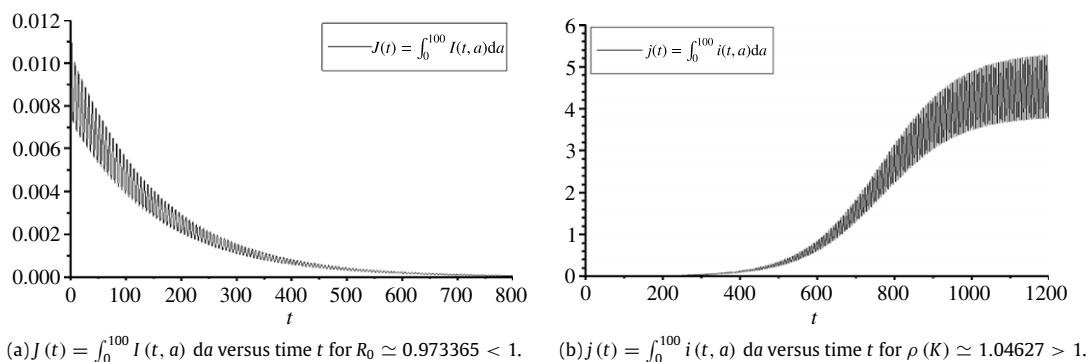 0.012
0.010
0.008
0.006
0.004
0.002
0.000
0 100 200 300 400 500 600 700 800
t
J(t) = ∫₀¹⁰⁰ I(t, a)da
6
5
4
3
2
1
0
0 200 400 600 800 1000 1200
t
j(t) = ∫₀¹⁰⁰ i(t, a)da
(a) J (t) = ∫₀¹⁰⁰ I (t, a) da versus time t for R₀ ≃ 0.973365 < 1.
(b) j (t) = ∫₀¹⁰⁰ i (t, a) da versus time t for ρ (K) ≃ 1.04627 > 1.